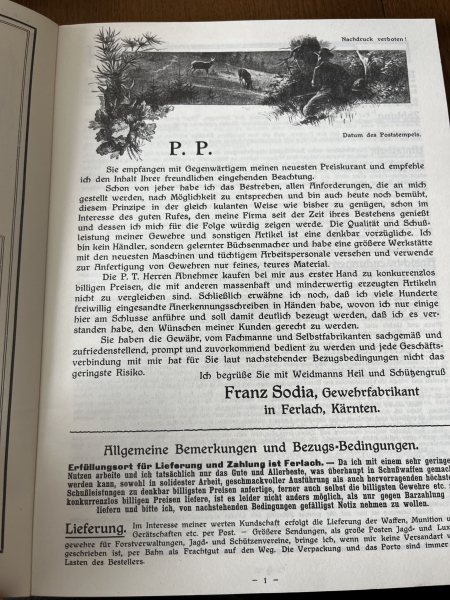 Nachdruck verboten!
Datum des Poststempels.
P. P.
Sie empfangen mit Gegenwärtigem meinen neuesten Preiskurant und empfehle
ich den Inhalt Ihrer freundlichen eingehenden Beachtung.
Schon von jeher habe ich das Bestreben, allen Anforderungen, die an mich
gestellt werden, nach Möglichkeit zu entsprechen und bin auch heute noch bemüht,
diesem Prinzipe in der gleich kulanten Weise wie bisher zu genügen, schon im
Interesse des guten Rufes, den meine Firma seit der Zeit ihres Bestehens genießt
und dessen ich mich für die Folge würdig zeigen werde. Die Qualität und Schuß-
leistung meiner Gewehre und sonstigen Artikel ist eine denkbar vorzügliche. Ich
bin kein Händler, sondern gelernter Büchsenmacher und habe eine größere Werkstätte
mit den neuesten Maschinen und tüchtigem Arbeitspersonale versehen und verwende
zur Anfertigung von Gewehren nur feines, teures Material.
Die P. T. Herren Abnehmer kaufen bei mir aus erster Hand zu konkurrenzlos
billigen Preisen, die mit anderen massenhaft und minderwertig erzeugten Artikeln
nicht zu vergleichen sind. Schließlich erwähne ich noch, daß ich viele Hunderte
freiwillig eingesandte Anerkennungsschreiben in Händen habe, wovon ich nur einige
hier am Schlusse anführe und soll damit deutlich bezeugt werden, daß ich es ver-
standen habe, den Wünschen meiner Kunden gerecht zu werden.
Sie haben die Gewähr, vom Fachmanne und Selbstfabrikanten sachgemäß und
zufriedenstellend, prompt und zuvorkommend bedient zu werden und jede Geschäfts-
verbindung mit mir hat für Sie laut nachstehender Bezugsbedingungen nicht das
geringste Risiko.
Ich begrüße Sie mit Weidmanns Heil und Schützengruß
Franz Sodia, Gewehrfabrikant
in Ferlach, Kärnten.
Allgemeine Bemerkungen und Bezugs-Bedingungen.
Erfüllungsort für Lieferung und Zahlung ist Ferlach. — Da ich mit einem sehr geringen
Nutzen arbeite und ich tatsächlich nur das Gute und Allerbeste, was überhaupt in Schußwaffen gemacht
werden kann, sowohl in solidester Arbeit, geschmackvoller Ausführung als auch hervorragenden höchsten
Schußleistungen zu denkbar billigsten Preisen anfertige, ferner auch selbst die billigsten Gewehre etc.
konkurrenzlos billigen Preisen liefere, ist es leider nicht anders möglich, als nur gegen Barzahlung
liefern und bitte ich, von nachstehenden Bedingungen gefälligst Notiz nehmen zu wollen.
Lieferung. Im Interesse meiner werten Kundschaft erfolgt die Lieferung der Waffen, Munition u.
Gerätschaften etc. per Post. — Größere Sendungen, als große Posten Jagd- und Lux
gewehre für Forstverwaltungen, Jagd- und Schützenvereine, bringe ich, wenn mir keine Versandart v
geschrieben ist, per Bahn als Frachtgut auf den Weg. Die Verpackung und das Porto sind immer
Lasten des Bestellers.
— 1 —